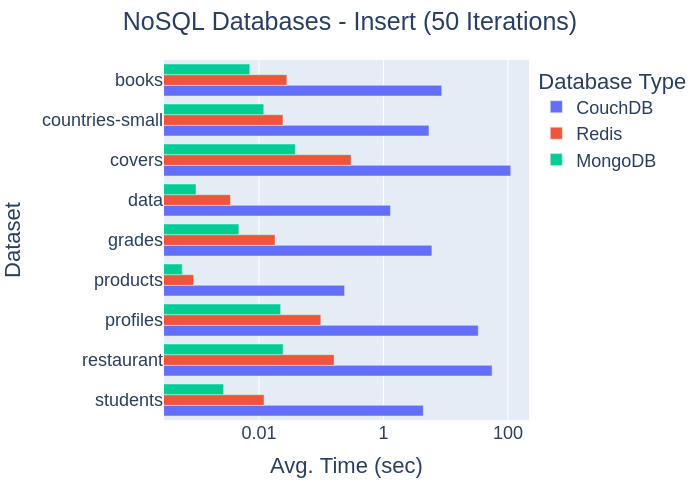 NoSQL Databases - Insert (50 Iterations)
Database Type
CouchDB
Redis
MongoDB
Dataset
books
countries-small
covers
data
grades
products
profiles
restaurant
students
0.01
1
100
Avg. Time (sec)